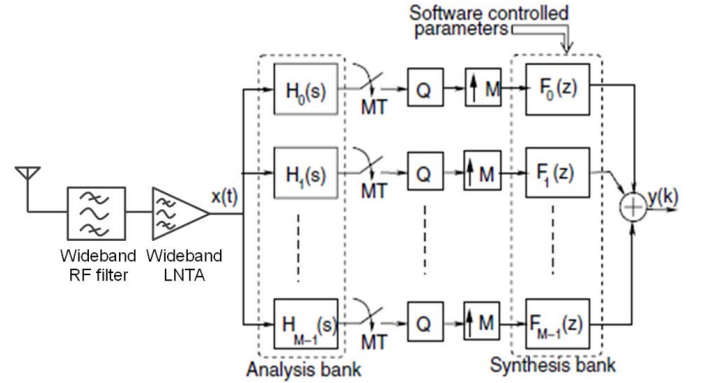 Software controlled
parameters
H0(s) MT Q ↑M F0(z)
x(t) H1(s) MT Q ↑M F1(z) y(k)
Wideband RF filter
Wideband LNTA
HM-1(s) MT Q ↑M FM-1(z)
Analysis bank
Synthesis bank